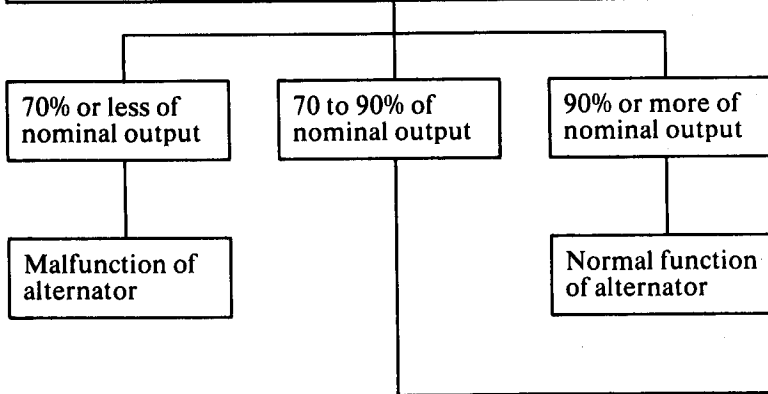 70% or less of
nominal output
70 to 90% of
nominal output
90% or more of
nominal output
Malfunction of
alternator
Normal function
of alternator